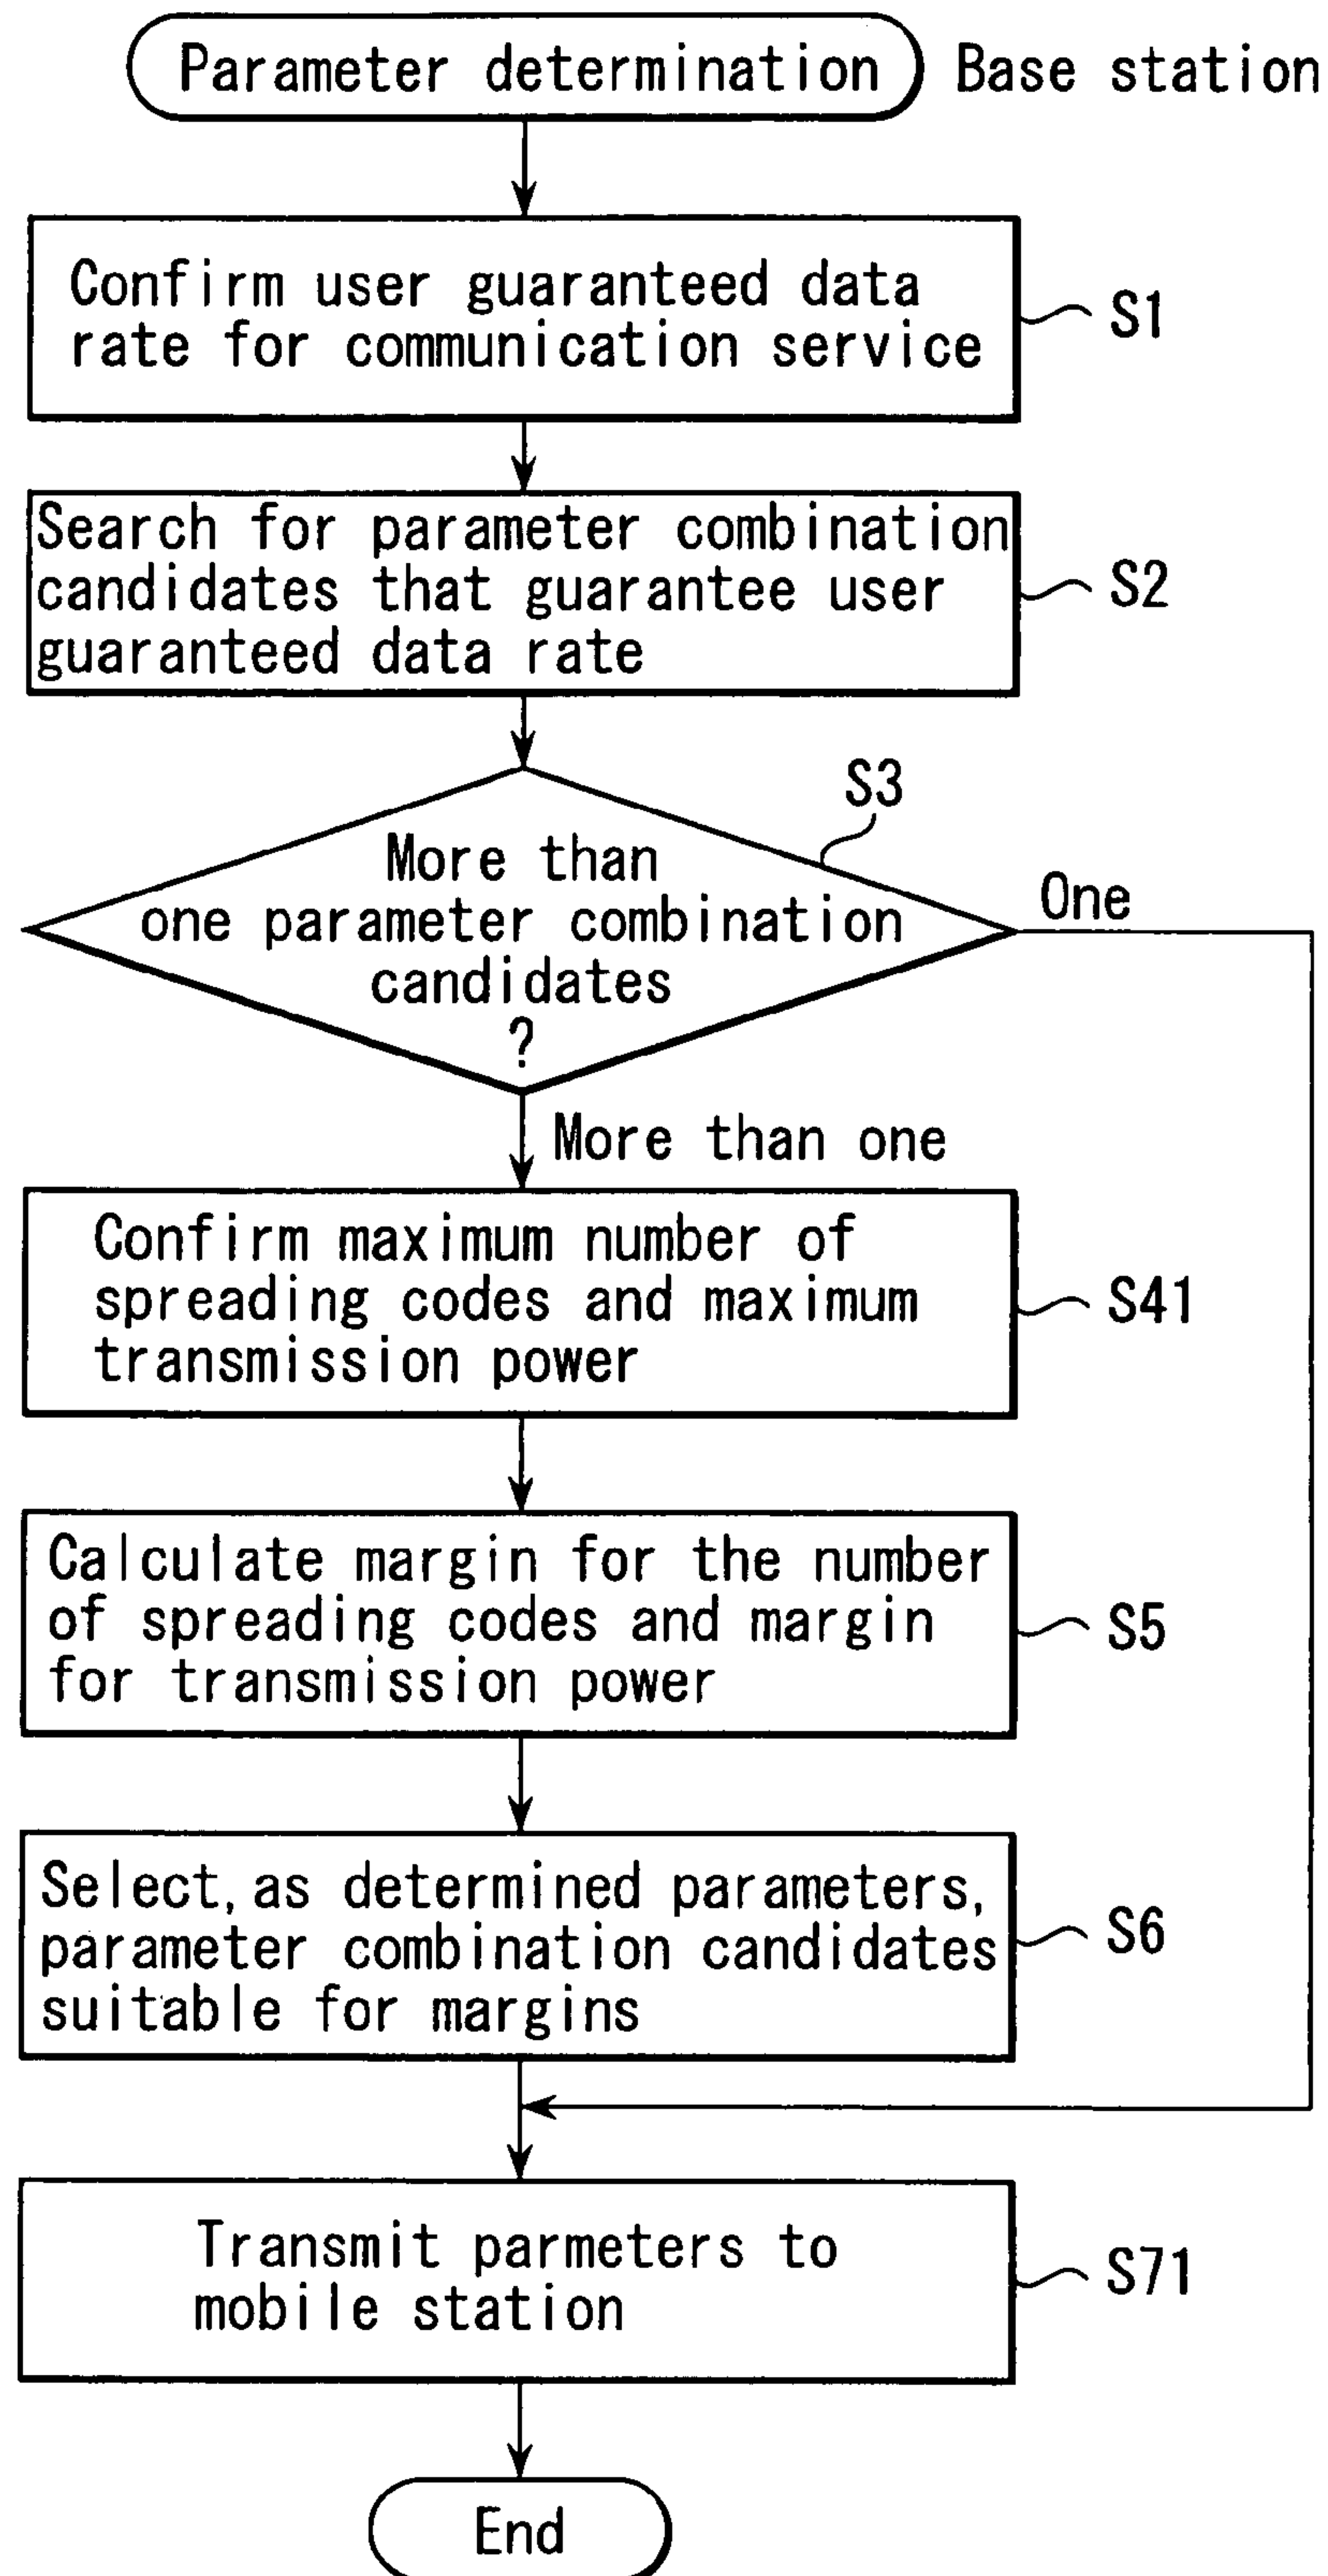 Parameter determination
Base station
Confirm user guaranteed data
rate for communication service
S1
Search for parameter combination
candidates that guarantee user
guaranteed data rate
S2
S3
More than
one parameter combination
candidates
?
One
More than one
Confirm maximum number of
spreading codes and maximum
transmission power
S41
Calculate margin for the number
of spreading codes and margin
for transmission power
S5
Select, as determined parameters,
parameter combination candidates
suitable for margins
S6
Transmit parmeters to
mobile station
S71
End